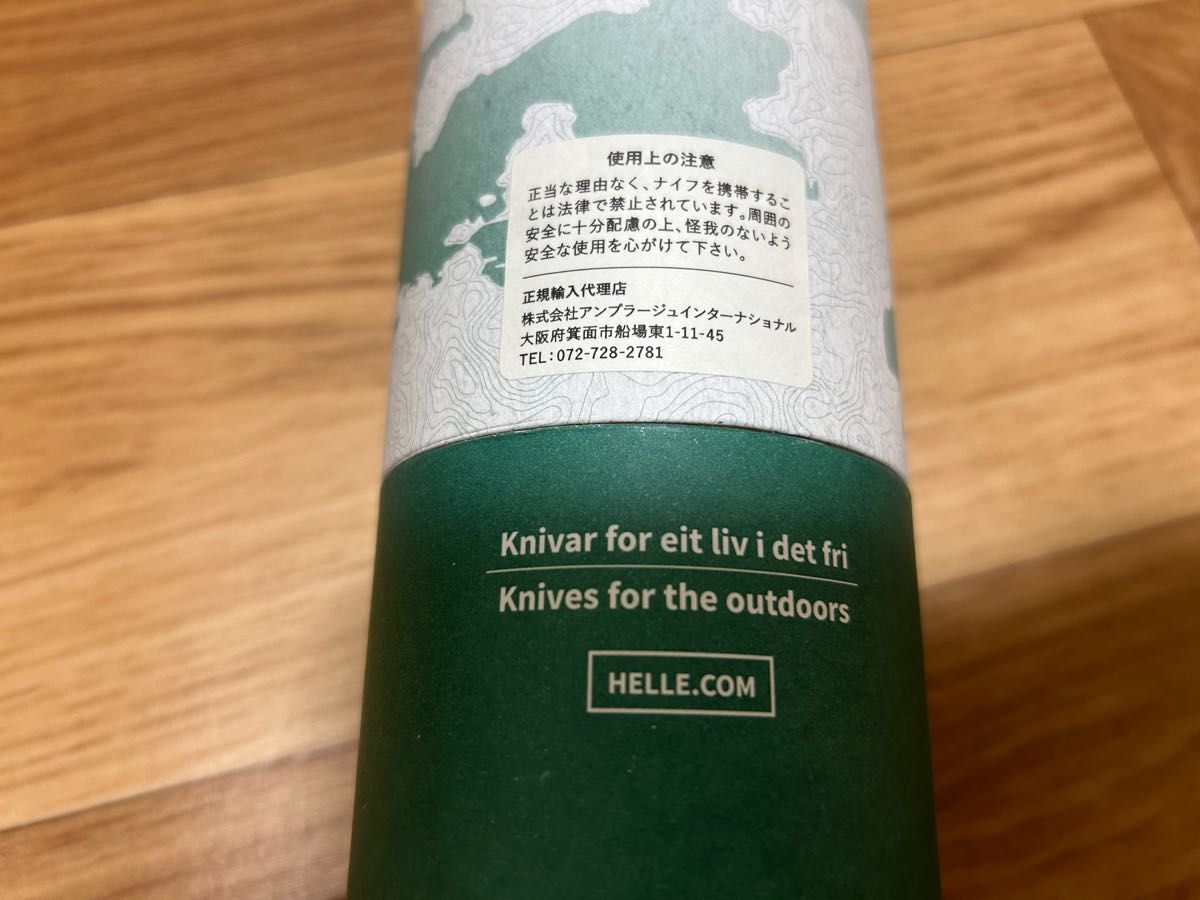 使用上の注意
正当な理由なく、ナイフを携帯するこ
とは法律で禁止されています。周囲の
安全に十分配慮の上、怪我のないよう
安全な使用を心がけて下さい。
正規輸入代理店
株式会社アンプラージュインターナショナル
大阪府箕面市船場東1-11-45
TEL:072-728-2781
Knivar for eit liv i det fri
Knives for the outdoors
HELLE.COM